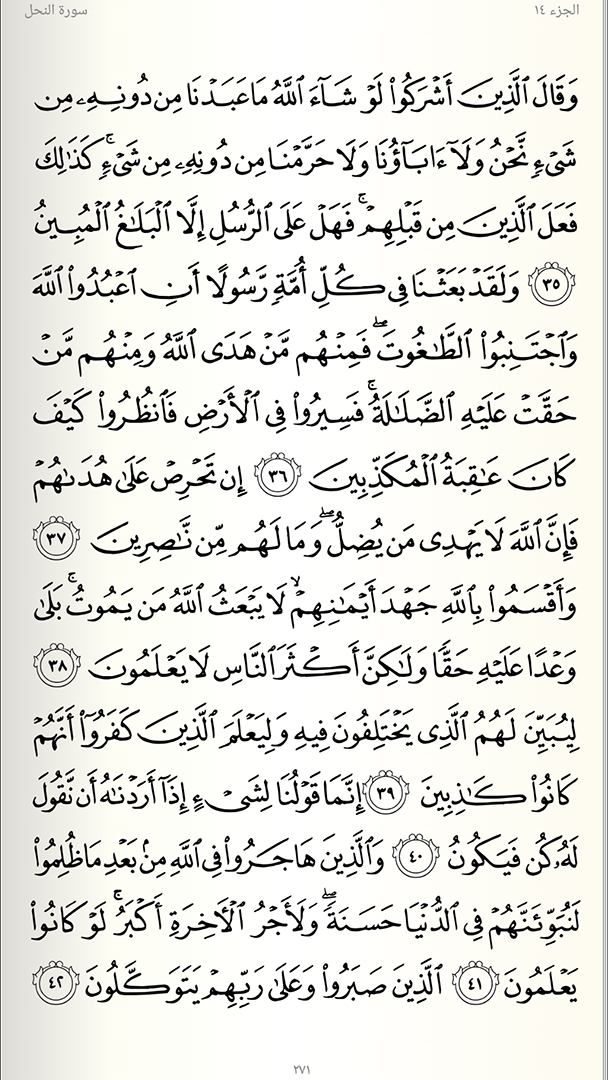 الجزء ١٤
سورة النحل
وَقَالَ ٱلَّذِينَ أَشْرَكُوا۟ لَوْ شَآءَ ٱللَّهُ مَا عَبَدْنَا مِن دُونِهِۦ مِن
شَىْءٍ نَّحْنُ وَلَآ ءَابَآؤُنَا وَلَا حَرَّمْنَا مِن دُونِهِۦ مِن شَىْءٍ ۚ كَذَٰلِكَ
فَعَلَ ٱلَّذِينَ مِن قَبْلِهِمْ ۚ فَهَلْ عَلَى ٱلرُّسُلِ إِلَّا ٱلْبَلَٰغُ ٱلْمُبِينُ
٣٥ وَلَقَدْ بَعَثْنَا فِى كُلِّ أُمَّةٍ رَّسُولًا أَنِ ٱعْبُدُوا۟ ٱللَّهَ
وَٱجْتَنِبُوا۟ ٱلطَّٰغُوتَ ۖ فَمِنْهُم مَّنْ هَدَى ٱللَّهُ وَمِنْهُم مَّنْ
حَقَّتْ عَلَيْهِ ٱلضَّلَٰلَةُ ۚ فَسِيرُوا۟ فِى ٱلْأَرْضِ فَٱنظُرُوا۟ كَيْفَ
كَانَ عَٰقِبَةُ ٱلْمُكَذِّبِينَ ٣٦ إِن تَحْرِصْ عَلَىٰ هُدَىٰهُمْ
فَإِنَّ ٱللَّهَ لَا يَهْدِى مَن يُضِلُّ ۖ وَمَا لَهُم مِّن نَّٰصِرِينَ ٣٧
وَأَقْسَمُوا۟ بِٱللَّهِ جَهْدَ أَيْمَٰنِهِمْ ۙ لَا يَبْعَثُ ٱللَّهُ مَن يَمُوتُ ۚ بَلَىٰ
وَعْدًا عَلَيْهِ حَقًّا وَلَٰكِنَّ أَكْثَرَ ٱلنَّاسِ لَا يَعْلَمُونَ ٣٨
لِيُبَيِّنَ لَهُمُ ٱلَّذِى يَخْتَلِفُونَ فِيهِ وَلِيَعْلَمَ ٱلَّذِينَ كَفَرُوٓا۟ أَنَّهُمْ
كَانُوا۟ كَٰذِبِينَ ٣٩ إِنَّمَا قَوْلُنَا لِشَىْءٍ إِذَآ أَرَدْنَٰهُ أَن نَّقُولَ
لَهُۥ كُن فَيَكُونُ ٤٠ وَٱلَّذِينَ هَاجَرُوا۟ فِى ٱللَّهِ مِنۢ بَعْدِ مَا ظُلِمُوا۟
لَنُبَوِّئَنَّهُمْ فِى ٱلدُّنْيَا حَسَنَةً ۖ وَلَأَجْرُ ٱلْءَاخِرَةِ أَكْبَرُ ۚ لَوْ كَانُوا۟
يَعْلَمُونَ ٤١ ٱلَّذِينَ صَبَرُوا۟ وَعَلَىٰ رَبِّهِمْ يَتَوَكَّلُونَ ٤٢
٢٧١